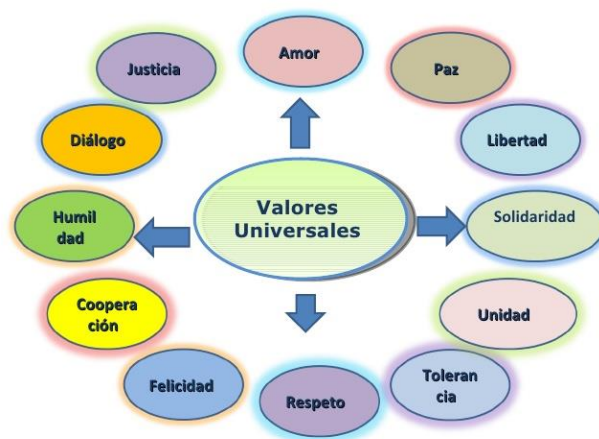 Amor
Justicia
Paz
Diálogo
Libertad
Valores
Universales
Humil
dad
Solidaridad
Coopera
ción
Unidad
Felicidad
Respeto
Toleran
cia